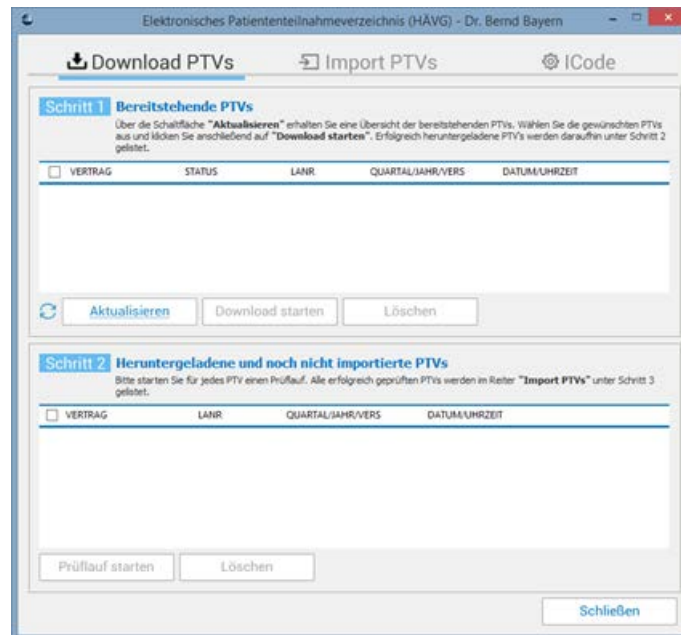 Elektronisches Patiententeilnahmeverzeichnis (HÄVG) - Dr. Bernd Bayern
Download PTVs Import PTVs ICode
Schritt 1 Bereitstehende PTVs
Über die Schaltfläche "Aktualisieren" erhalten Sie eine Übersicht der bereitstehenden PTVs. Wählen Sie die gewünschten PTVs
aus und klicken Sie anschließend auf "Download starten". Erfolgreich heruntergeladene PTV's werden daraufhin unter Schritt 2
gelistet.
VERTRAG STATUS LANR QUARTAL/JAHR/VERS DATUM/UHRZEIT
Aktualisieren Download starten Löschen
Schritt 2 Heruntergeladene und noch nicht importierte PTVs
Bitte starten Sie für jedes PTV einen Prüflauf. Alle erfolgreich geprüften PTVs werden im Reiter "Import PTVs" unter Schritt 3
gelistet.
VERTRAG LANR QUARTAL/JAHR/VERS DATUM/UHRZEIT
Prüflauf starten Löschen
Schließen